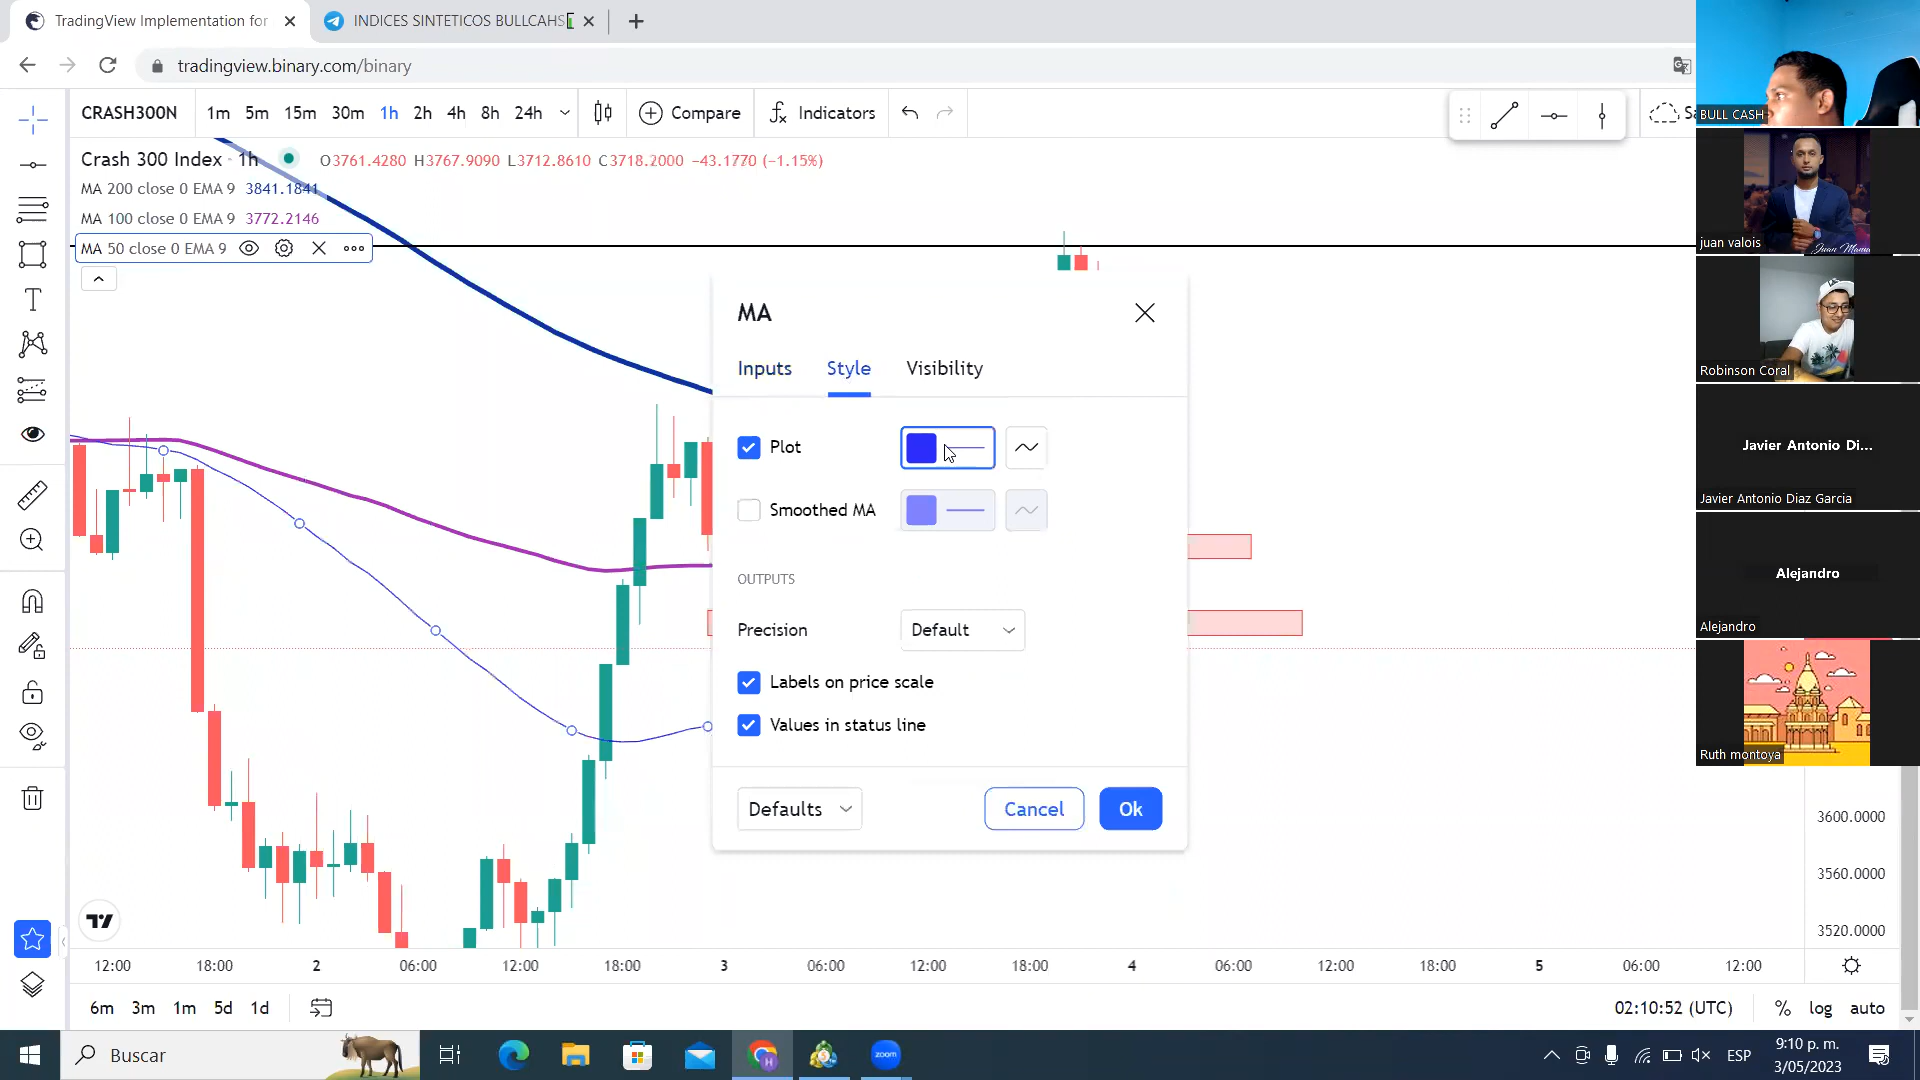 TradingView Implementation for
INDICES SINTETICOS BULLCAHS
tradingview.binary.com/binary
CRASH300N
1m 5m 15m 30m 1h 2h 4h 8h 24h
Compare
Indicators
Crash 300 Index · 1h
O3761.4280 H3767.9090 L3712.8610 C3718.2000 −43.1770 (−1.15%)
MA 200 close 0 EMA 9 3841.1841
MA 100 close 0 EMA 9 3772.2146
MA 50 close 0 EMA 9
MA
Inputs
Style
Visibility
Plot
Smoothed MA
OUTPUTS
Precision
Default
Labels on price scale
Values in status line
Defaults
Cancel
Ok
BULL CASH
juan valois
Juan Manu
Robinson Coral
Javier Antonio Di...
Javier Antonio Diaz Garcia
Alejandro
Alejandro
Ruth montoya
3600.0000
3560.0000
3520.0000
12:00 18:00 2 06:00 12:00 18:00 3 06:00 12:00 18:00 4 06:00 12:00 18:00 5 06:00 12:00
6m 3m 1m 5d 1d
02:10:52 (UTC)
% log auto
Buscar
zoom
ESP
9:10 p. m.
3/05/2023